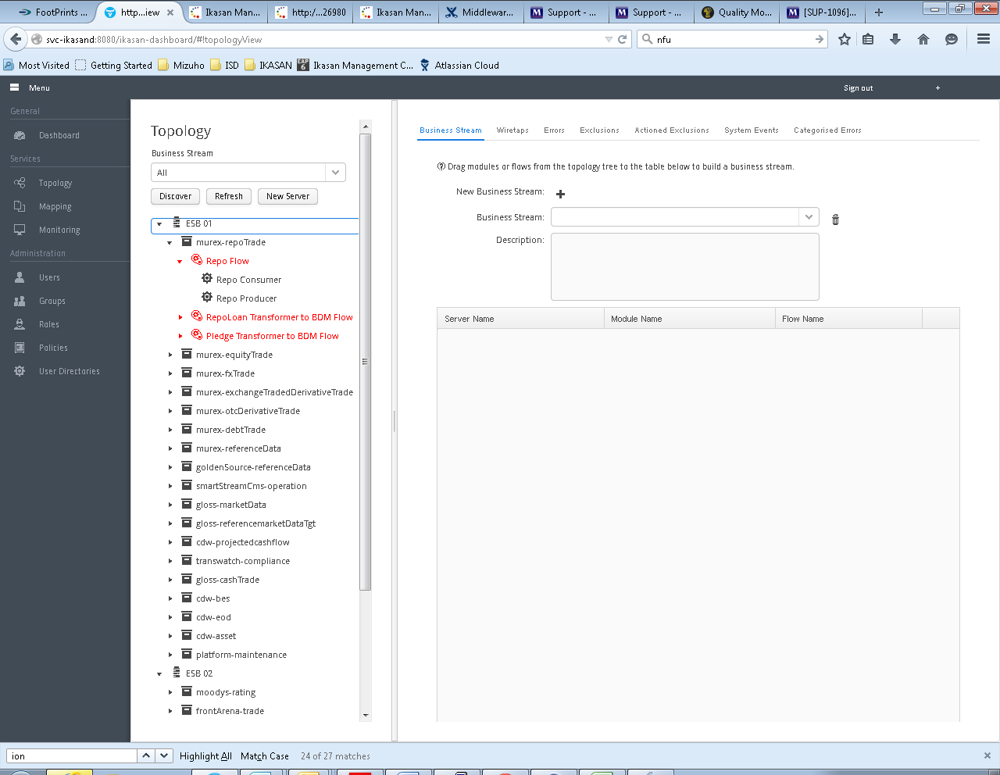 FootPrints ...
http...iew
Ikasan Man...
http:/...26980
Ikasan Man...
Middlewar...
Support - ...
Support - ...
Quality Mo...
[SUP-1096]...
svc-ikasand:8080/ikasan-dashboard/#!topologyView
nfu
Most Visited
Getting Started
Mizuho
ISD
IKASAN
EAP 6
Ikasan Management C...
Atlassian Cloud
Menu
Sign out
+
General
Dashboard
Services
Topology
Mapping
Monitoring
Administration
Users
Groups
Roles
Policies
User Directories
Topology
Business Stream
All
Discover
Refresh
New Server
ESB 01
murex-repoTrade
Repo Flow
Repo Consumer
Repo Producer
RepoLoan Transformer to BDM Flow
Pledge Transformer to BDM Flow
murex-equityTrade
murex-fxTrade
murex-exchangeTradedDerivativeTrade
murex-otcDerivativeTrade
murex-debtTrade
murex-referenceData
goldenSource-referenceData
smartStreamCms-operation
gloss-marketData
gloss-referencemarketDataTgt
cdw-projectedcashflow
transwatch-compliance
gloss-cashTrade
cdw-bes
cdw-eod
cdw-asset
platform-maintenance
ESB 02
moodys-rating
frontArena-trade
Business Stream
Wiretaps
Errors
Exclusions
Actioned Exclusions
System Events
Categorised Errors
Drag modules or flows from the topology tree to the table below to build a business stream.
New Business Stream:
Business Stream:
Description:
Server Name
Module Name
Flow Name
ion
Highlight All
Match Case
24 of 27 matches